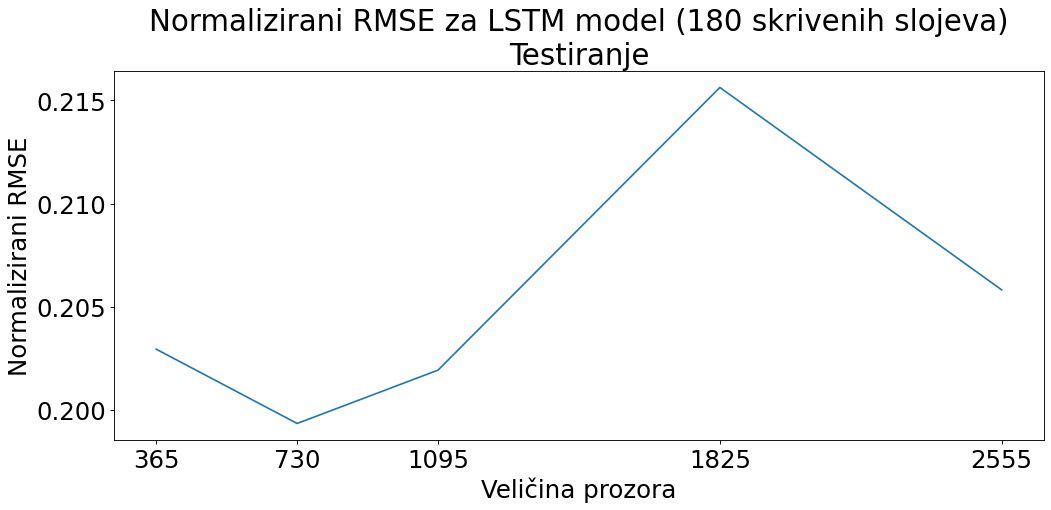 Normalizirani RMSE za LSTM model (180 skrivenih slojeva)
Testiranje
Normalizirani RMSE
0.215
0.210
0.205
0.200
365 730 1095 1825 2555
Veličina prozora